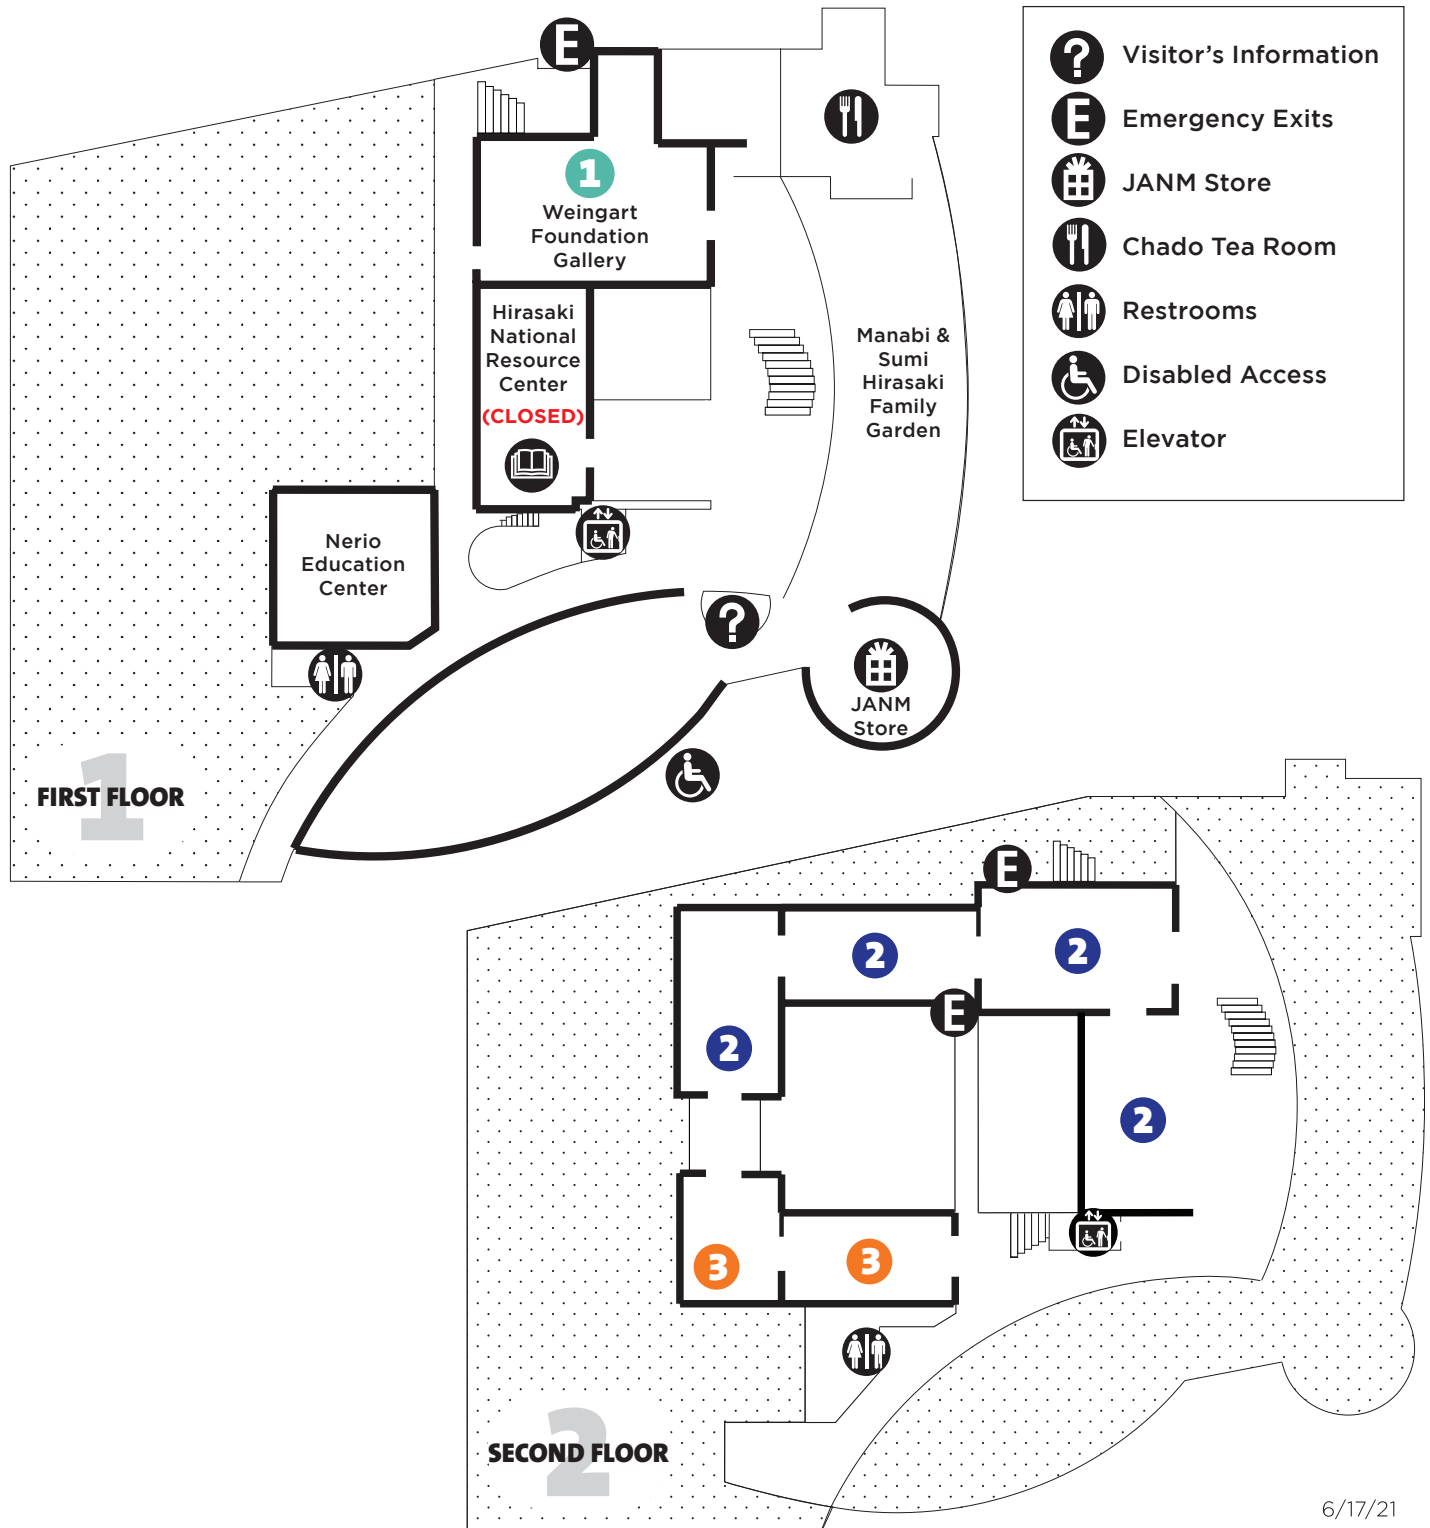 E
1
Weingart
Foundation
Gallery
Hirasaki
National
Resource
Center
(CLOSED)
Manabi &
Sumi
Hirasaki
Family
Garden
Nerio
Education
Center
?
JANM
Store
1
FIRST FLOOR
? Visitor's Information
E Emergency Exits
JANM Store
Chado Tea Room
Restrooms
Disabled Access
Elevator
E
2
2
E
2
2
3
3
2
SECOND FLOOR
6/17/21